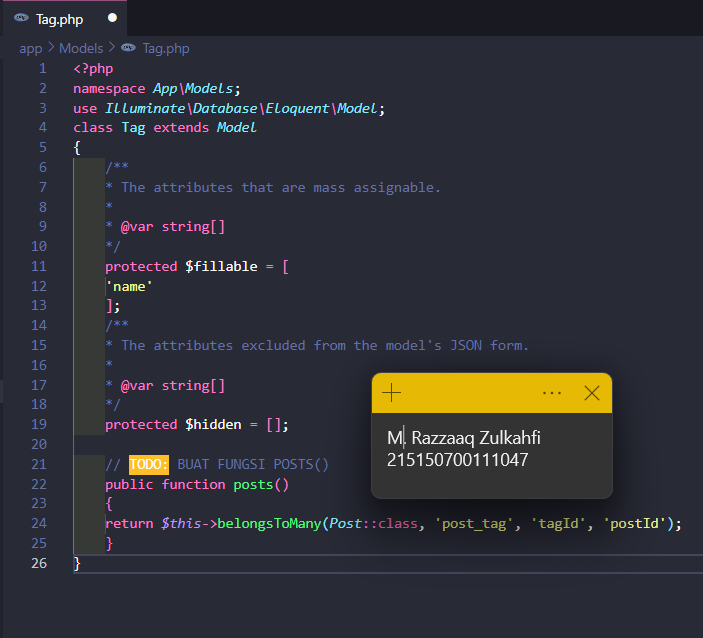 Tag.php
app > Models > Tag.php
1 <?php
2 namespace App\Models;
3 use Illuminate\Database\Eloquent\Model;
4 class Tag extends Model
5 {
6 /**
7 * The attributes that are mass assignable.
8 *
9 * @var string[]
10 */
11 protected $fillable = [
12 'name'
13 ];
14 /**
15 * The attributes excluded from the model's JSON form.
16 *
17 * @var string[]
18 */
19 protected $hidden = [];
20
21 // TODO: BUAT FUNGSI POSTS()
22 public function posts()
23 {
24 return $this->belongsToMany(Post::class, 'post_tag', 'tagId', 'postId');
25 }
26 }
M. Razzaaq Zulkahfi
215150700111047